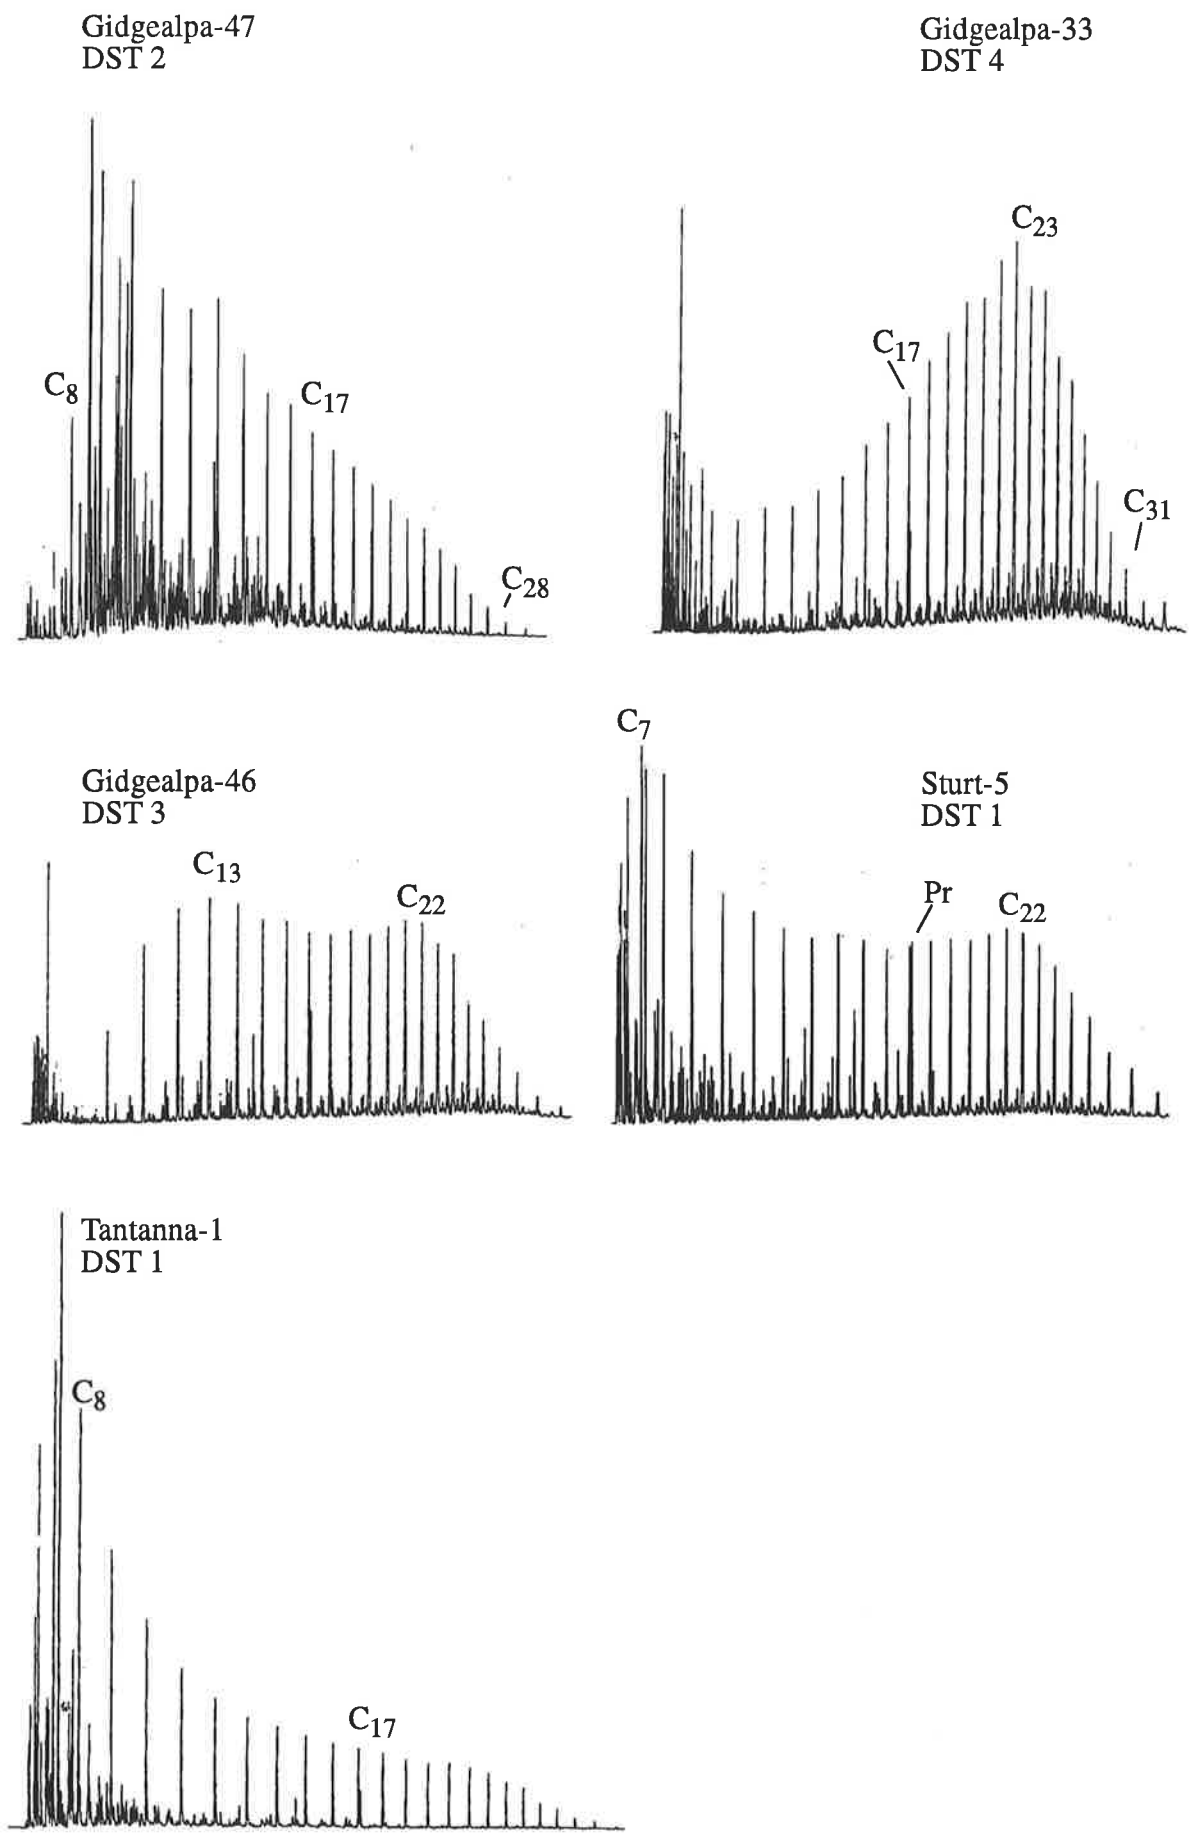 Gidgealpa-47
DST 2
Gidgealpa-33
DST 4
C8
C17
C28
C23
C17
C31
Gidgealpa-46
DST 3
C13
C22
C7
Sturt-5
DST 1
Pr
C22
Tantanna-1
DST 1
C8
C17